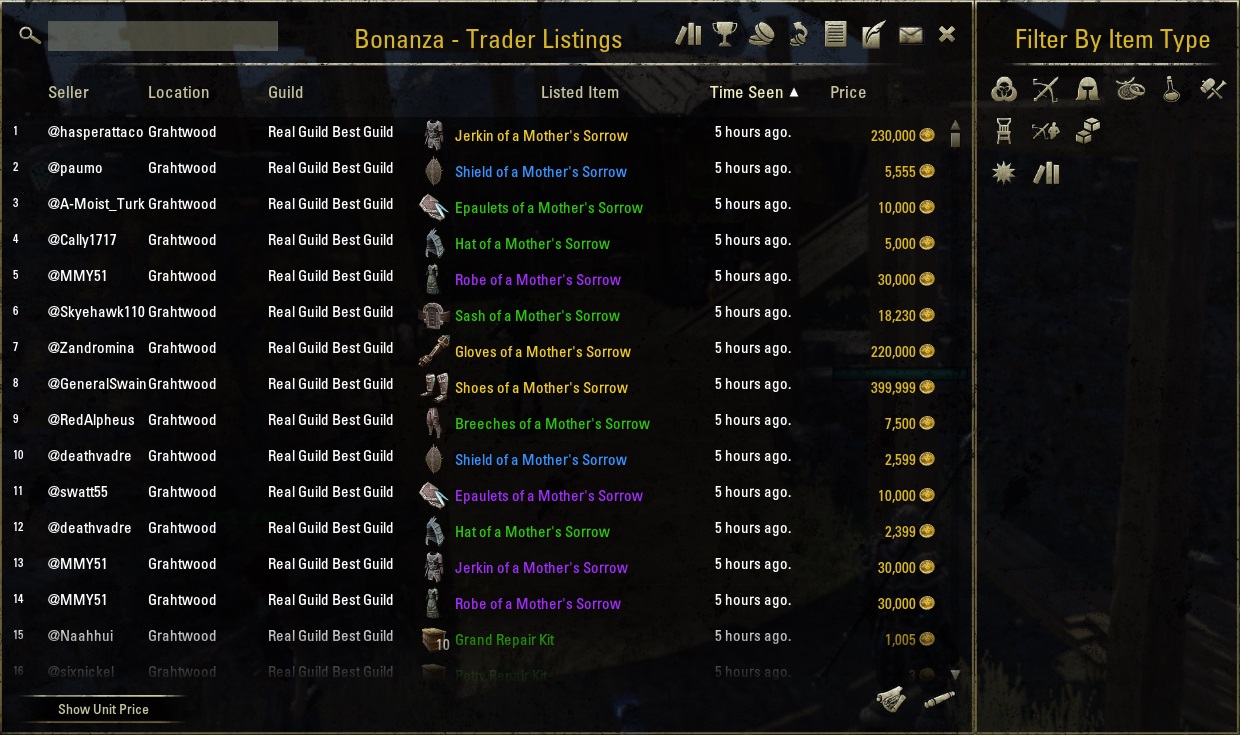 Bonanza - Trader Listings
Filter By Item Type
Seller Location Guild Listed Item Time Seen Price
1 @hasperattaco Grahtwood Real Guild Best Guild Jerkin of a Mother's Sorrow 5 hours ago. 230,000
2 @paumo Grahtwood Real Guild Best Guild Shield of a Mother's Sorrow 5 hours ago. 5,555
3 @A-Moist_Turk Grahtwood Real Guild Best Guild Epaulets of a Mother's Sorrow 5 hours ago. 10,000
4 @Cally1717 Grahtwood Real Guild Best Guild Hat of a Mother's Sorrow 5 hours ago. 5,000
5 @MMY51 Grahtwood Real Guild Best Guild Robe of a Mother's Sorrow 5 hours ago. 30,000
6 @Skyehawk110 Grahtwood Real Guild Best Guild Sash of a Mother's Sorrow 5 hours ago. 18,230
7 @Zandromina Grahtwood Real Guild Best Guild Gloves of a Mother's Sorrow 5 hours ago. 220,000
8 @GeneralSwain Grahtwood Real Guild Best Guild Shoes of a Mother's Sorrow 5 hours ago. 399,999
9 @RedAlpheus Grahtwood Real Guild Best Guild Breeches of a Mother's Sorrow 5 hours ago. 7,500
10 @deathvadre Grahtwood Real Guild Best Guild Shield of a Mother's Sorrow 5 hours ago. 2,599
11 @swatt55 Grahtwood Real Guild Best Guild Epaulets of a Mother's Sorrow 5 hours ago. 10,000
12 @deathvadre Grahtwood Real Guild Best Guild Hat of a Mother's Sorrow 5 hours ago. 2,399
13 @MMY51 Grahtwood Real Guild Best Guild Jerkin of a Mother's Sorrow 5 hours ago. 30,000
14 @MMY51 Grahtwood Real Guild Best Guild Robe of a Mother's Sorrow 5 hours ago. 30,000
15 @Naahhui Grahtwood Real Guild Best Guild 10 Grand Repair Kit 5 hours ago. 1,005
16 @sixnickel Grahtwood Real Guild Best Guild Petty Repair Kit 5 hours ago.
Show Unit Price